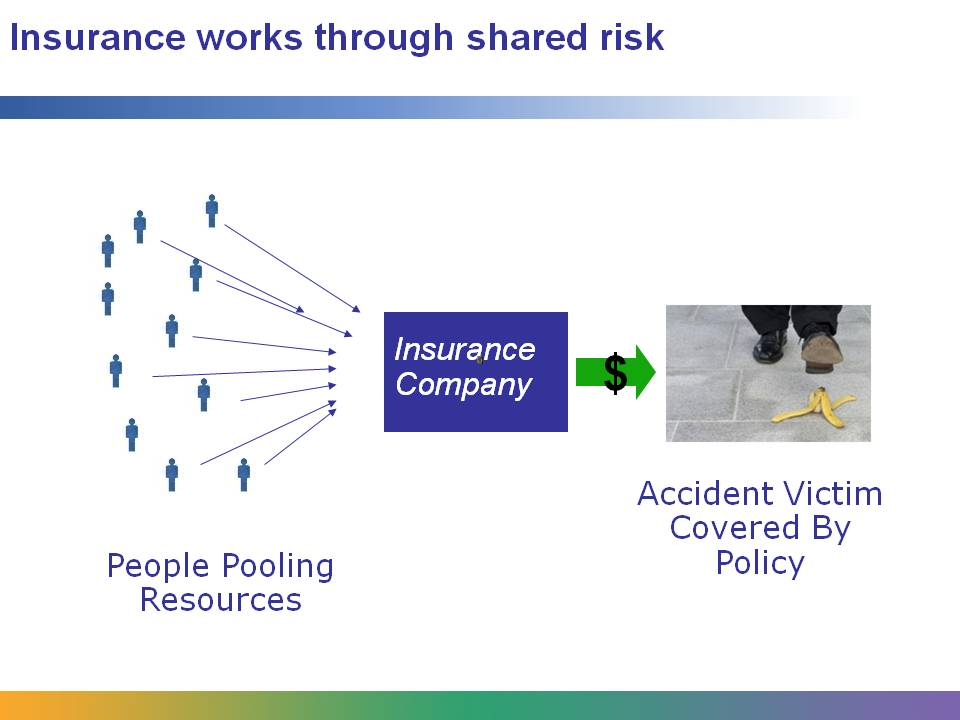 Insurance works through shared risk
Insurance
Company
$
Accident Victim
Covered By
Policy
People Pooling
Resources